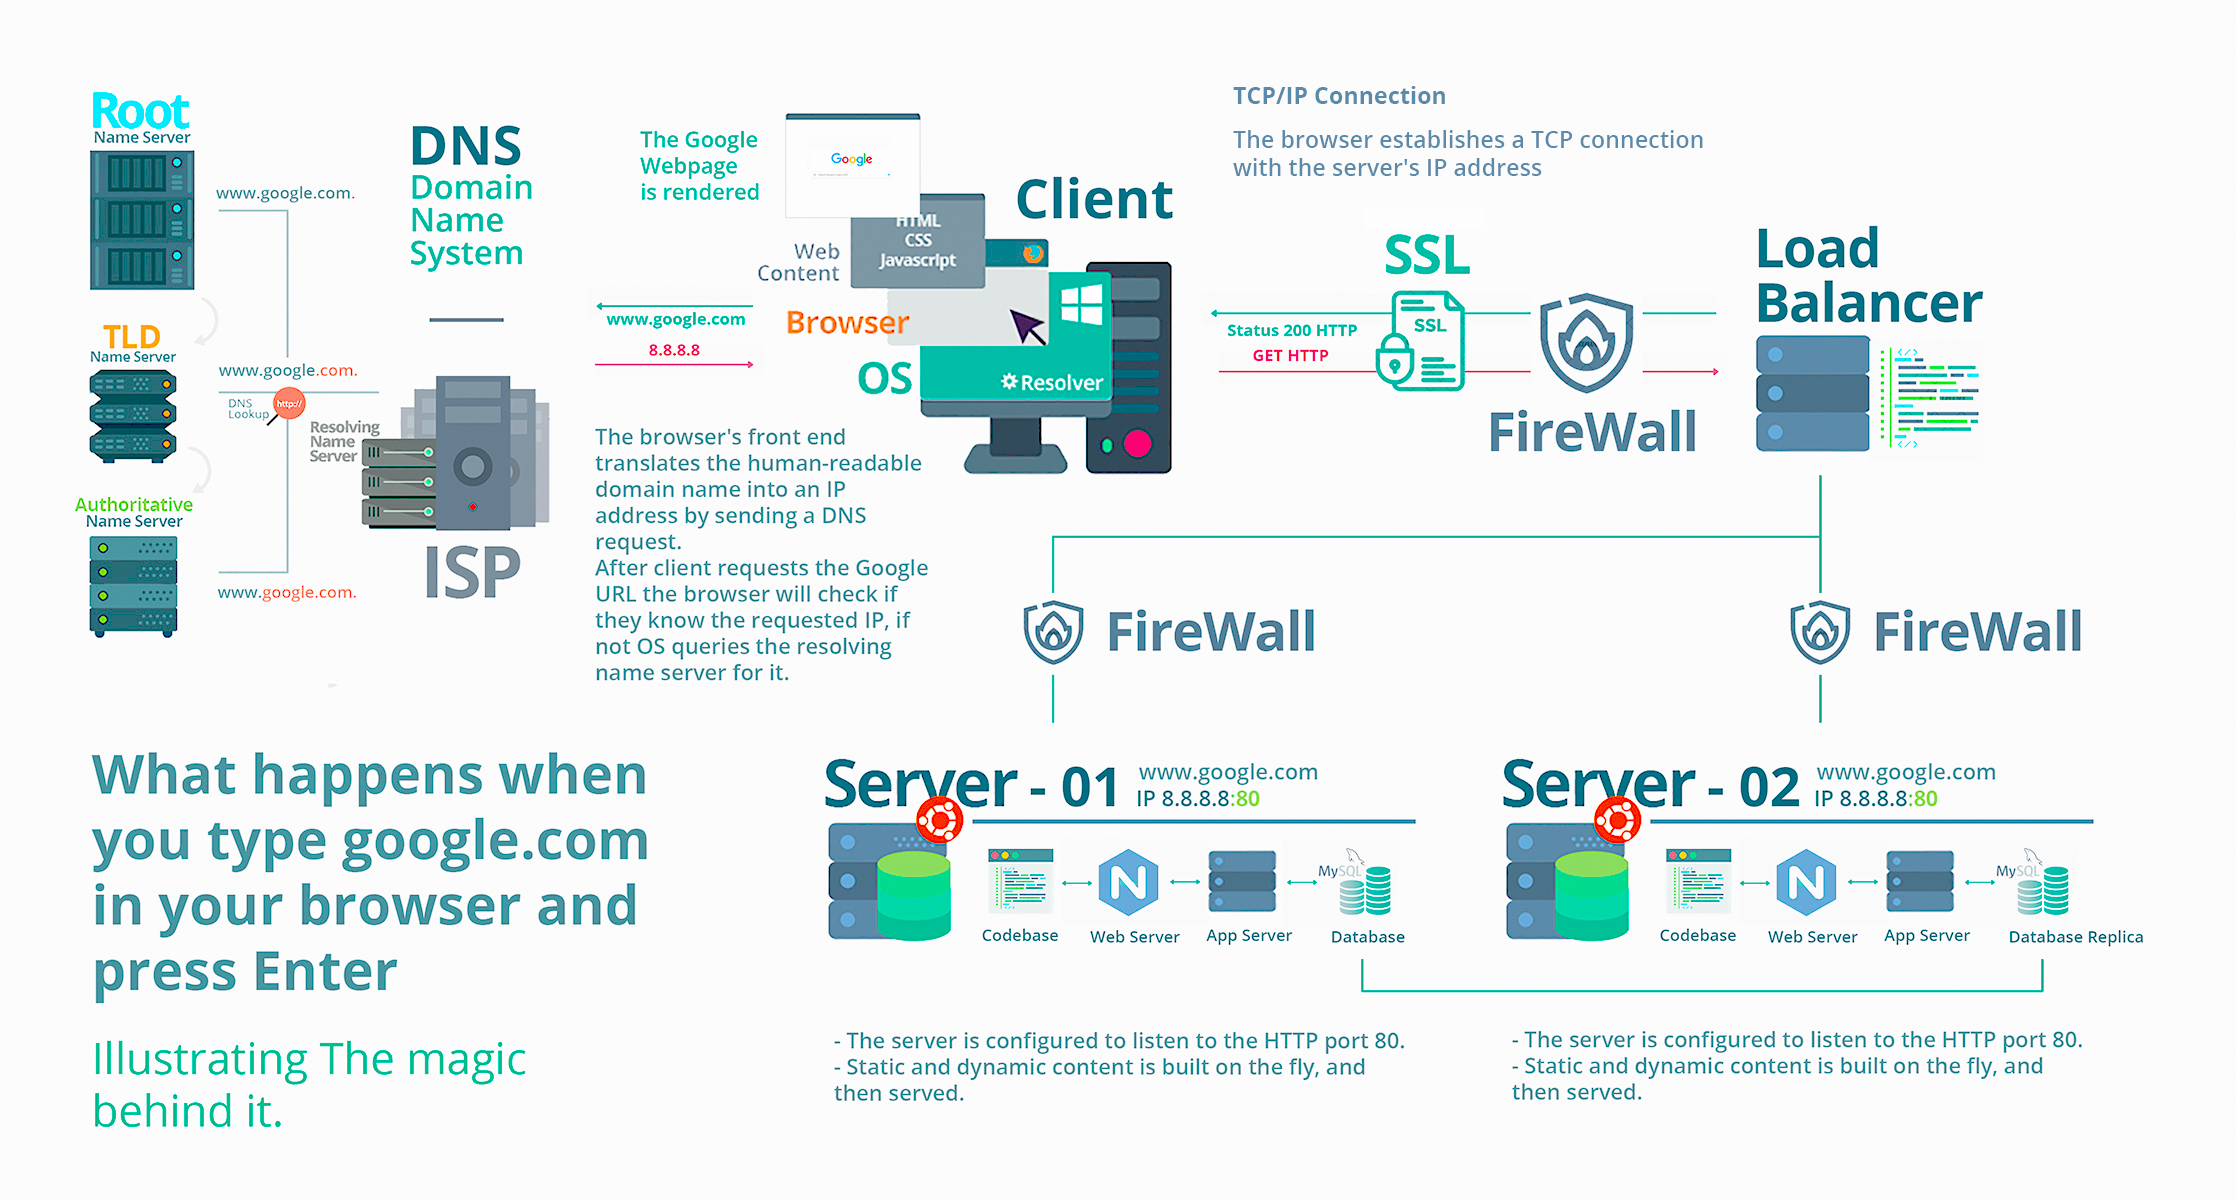 Root
Name Server
www.google.com.
TLD
Name Server
www.google.com.
DNS
Lookup
http://
Resolving
Name
Server
Authoritative
Name Server
www.google.com.
DNS
Domain
Name
System
ISP
The Google
Webpage
is rendered
Google
HTML
CSS
Javascript
Web
Content
Browser
OS
Resolver
Client
www.google.com
8.8.8.8
The browser's front end
translates the human-readable
domain name into an IP
address by sending a DNS
request.
After client requests the Google
URL the browser will check if
they know the requested IP, if
not OS queries the resolving
name server for it.
TCP/IP Connection
The browser establishes a TCP connection
with the server's IP address
SSL
SSL
Status 200 HTTP
GET HTTP
FireWall
Load
Balancer
</>
</>
FireWall
FireWall
What happens when
you type google.com
in your browser and
press Enter
Illustrating The magic
behind it.
Server - 01
www.google.com
IP 8.8.8.8:80
N
MySQL
Codebase
Web Server
App Server
Database
- The server is configured to listen to the HTTP port 80.
- Static and dynamic content is built on the fly, and
then served.
Server - 02
www.google.com
IP 8.8.8.8:80
N
MySQL
Codebase
Web Server
App Server
Database Replica
- The server is configured to listen to the HTTP port 80.
- Static and dynamic content is built on the fly, and
then served.